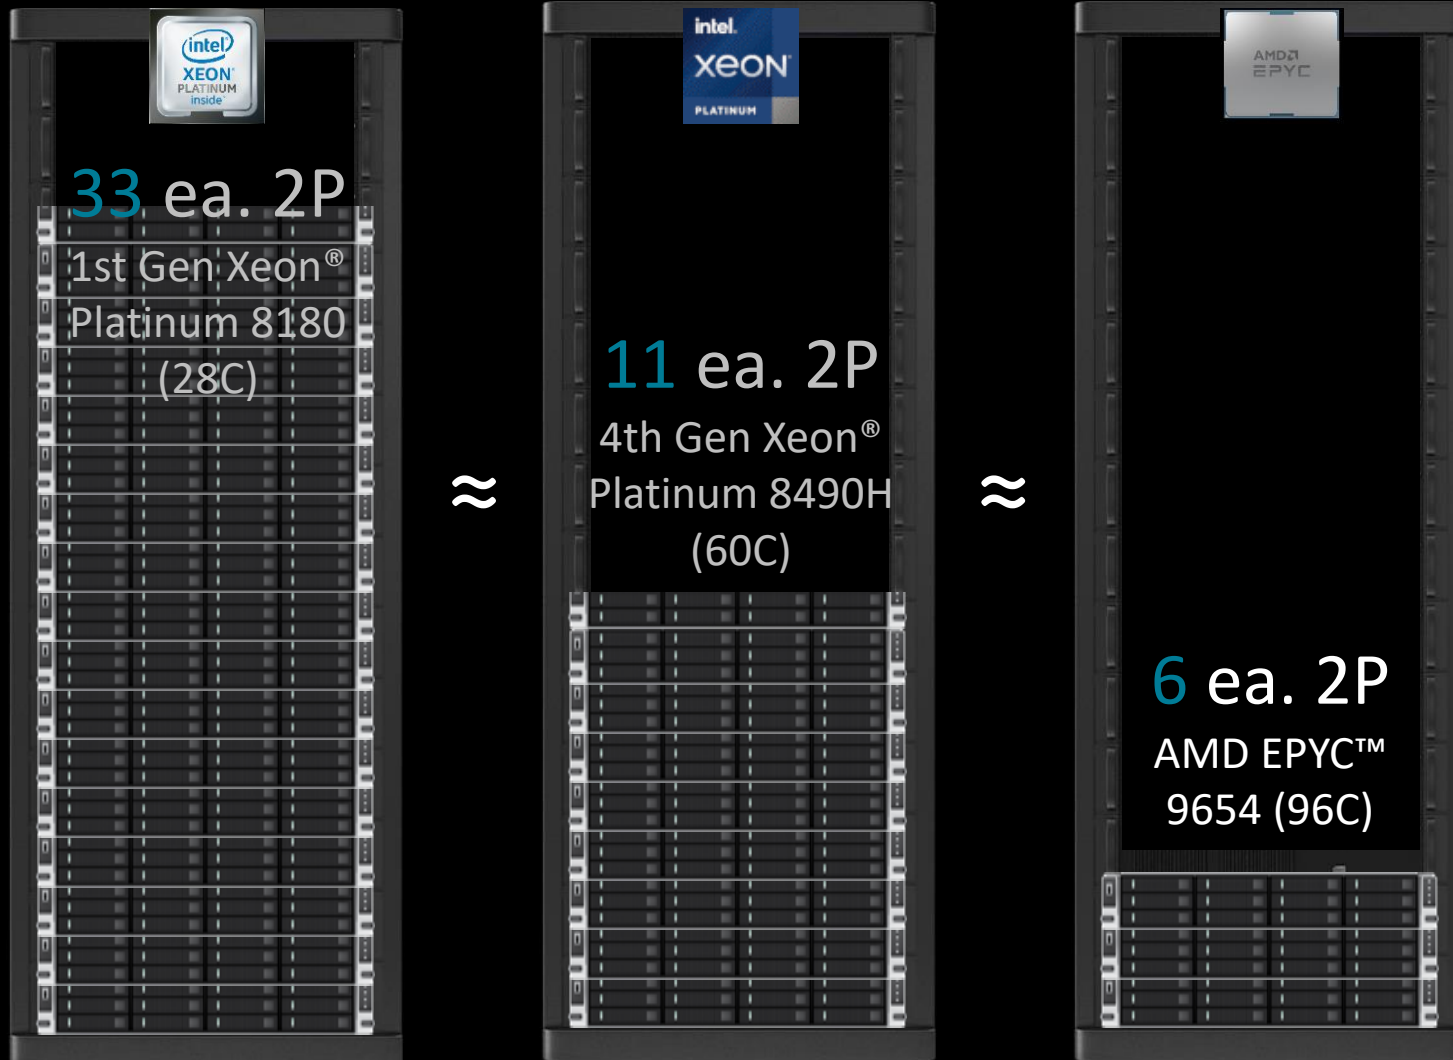 intel
XEON®
PLATINUM
inside™
33 ea. 2P
1st Gen Xeon®
Platinum 8180
(28C)
≈
intel.
xeon®
PLATINUM
11 ea. 2P
4th Gen Xeon®
Platinum 8490H
(60C)
≈
AMD
EPYC
6 ea. 2P
AMD EPYC™
9654 (96C)